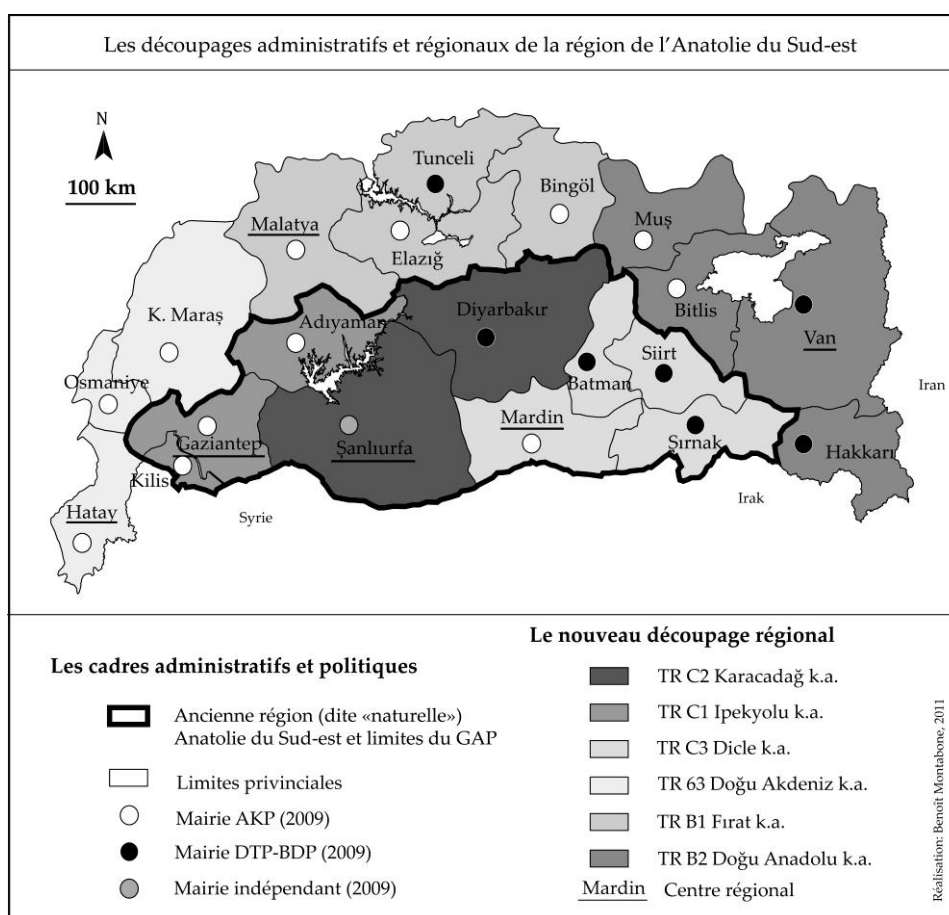 Les découpages administratifs et régionaux de la région de l'Anatolie du Sud-est
N
100 km
Tunceli
Bingöl
Malatya
Elazığ
Muş
K. Maraş
Adıyaman
Diyarbakır
Bitlis
Van
Siirt
Batman
Osmaniye
Iran
Gaziantep
Şanlıurfa
Mardin
Şırnak
Hakkarı
Kilis
Hatay
Syrie
Irak
Les cadres administratifs et politiques
Ancienne région (dite «naturelle»)
Anatolie du Sud-est et limites du GAP
Limites privinciales
Mairie AKP (2009)
Mairie DTP-BDP (2009)
Mairie indépendant (2009)
Le nouveau découpage régional
TR C2 Karacadağ k.a.
TR C1 Ipekyolu k.a.
TR C3 Dicle k.a.
TR 63 Doğu Akdeniz k.a.
TR B1 Fırat k.a.
TR B2 Doğu Anadolu k.a.
Mardin Centre régional
Réalisation: Benoît Montabone, 2011